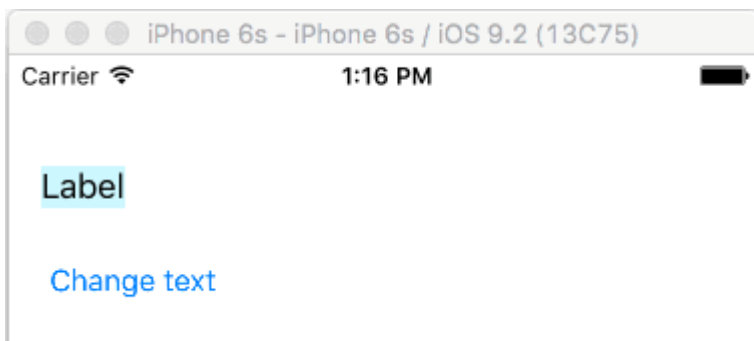 iPhone 6s - iPhone 6s / iOS 9.2 (13C75)
Carrier 1:16 PM
Label
Change text